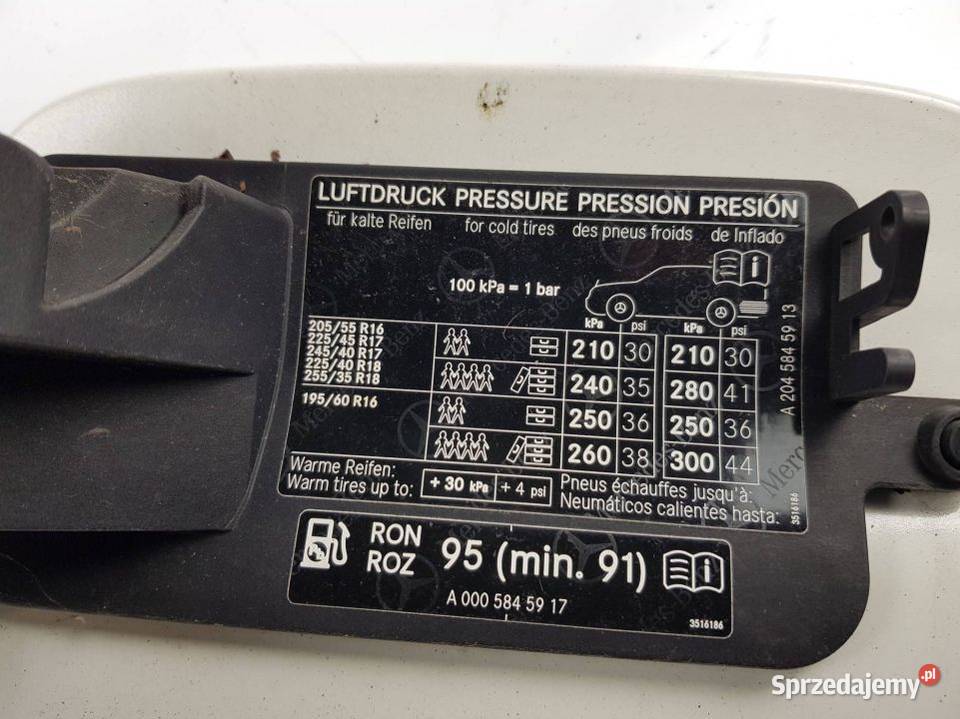 LUFTDRUCK PRESSURE PRESSION PRESIÓN
für kalte Reifen for cold tires des pneus froids de Inflado
100 kPa = 1 bar
kPa psi kPa psi
205/55 R16
225/45 R17
245/40 R17
225/40 R18
255/35 R18
210 30 210 30
240 35 280 41
195/60 R16
250 36 250 36
260 38 300 44
Warme Reifen:
Warm tires up to:
+ 30 kPa + 4 psi
Pneus échauffes jusqu'à:
Neumáticos calientes hasta:
A 204 584 59 13
3516186
RON
ROZ
95 (min. 91)
A 000 584 59 17
3516186
Sprzedajemy.pl